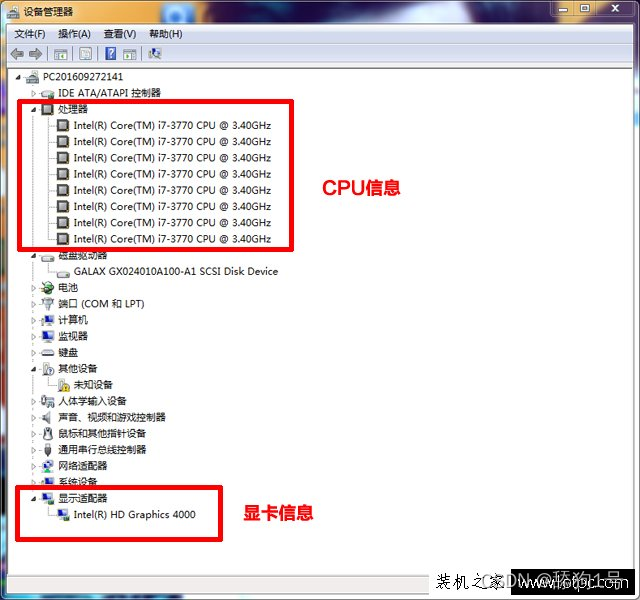 设备管理器
文件(F) 操作(A) 查看(V) 帮助(H)
PC201609272141
IDE ATA/ATAPI 控制器
处理器
Intel(R) Core(TM) i7-3770 CPU @ 3.40GHz
Intel(R) Core(TM) i7-3770 CPU @ 3.40GHz
Intel(R) Core(TM) i7-3770 CPU @ 3.40GHz
Intel(R) Core(TM) i7-3770 CPU @ 3.40GHz
Intel(R) Core(TM) i7-3770 CPU @ 3.40GHz
Intel(R) Core(TM) i7-3770 CPU @ 3.40GHz
Intel(R) Core(TM) i7-3770 CPU @ 3.40GHz
Intel(R) Core(TM) i7-3770 CPU @ 3.40GHz
CPU信息
磁盘驱动器
GALAX GX024010A100-A1 SCSI Disk Device
电池
端口 (COM 和 LPT)
计算机
监视器
键盘
其他设备
未知设备
人体学输入设备
声音、视频和游戏控制器
鼠标和其他指针设备
通用串行总线控制器
网络适配器
系统设备
显示适配器
Intel(R) HD Graphics 4000
显卡信息
装机之家 www.lotpc.com
CSDN @舔狗1号